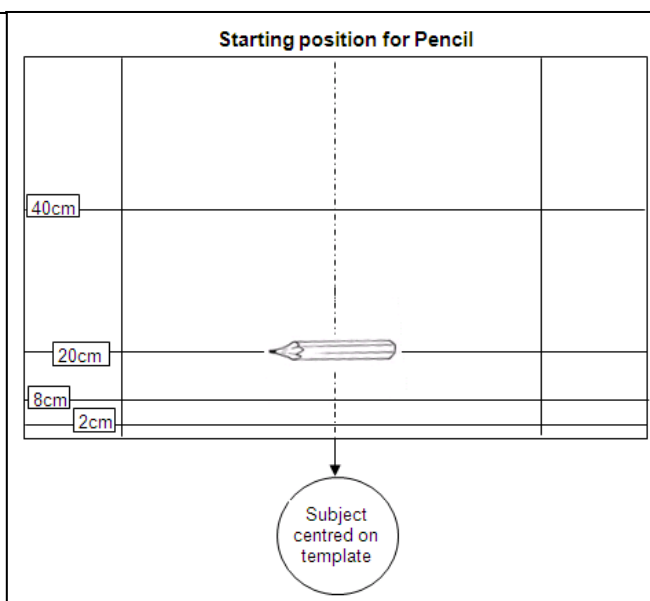 Starting position for Pencil
40cm
20cm
8cm
2cm
Subject
centred on
template